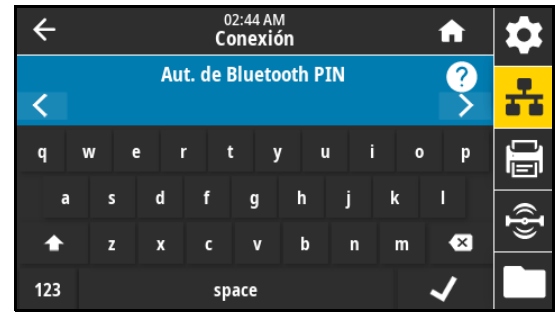 02:44 AM
Conexión
Aut. de Bluetooth PIN
?
q w e r t y u i o p
a s d f g h j k l
z x c v b n m
123 space